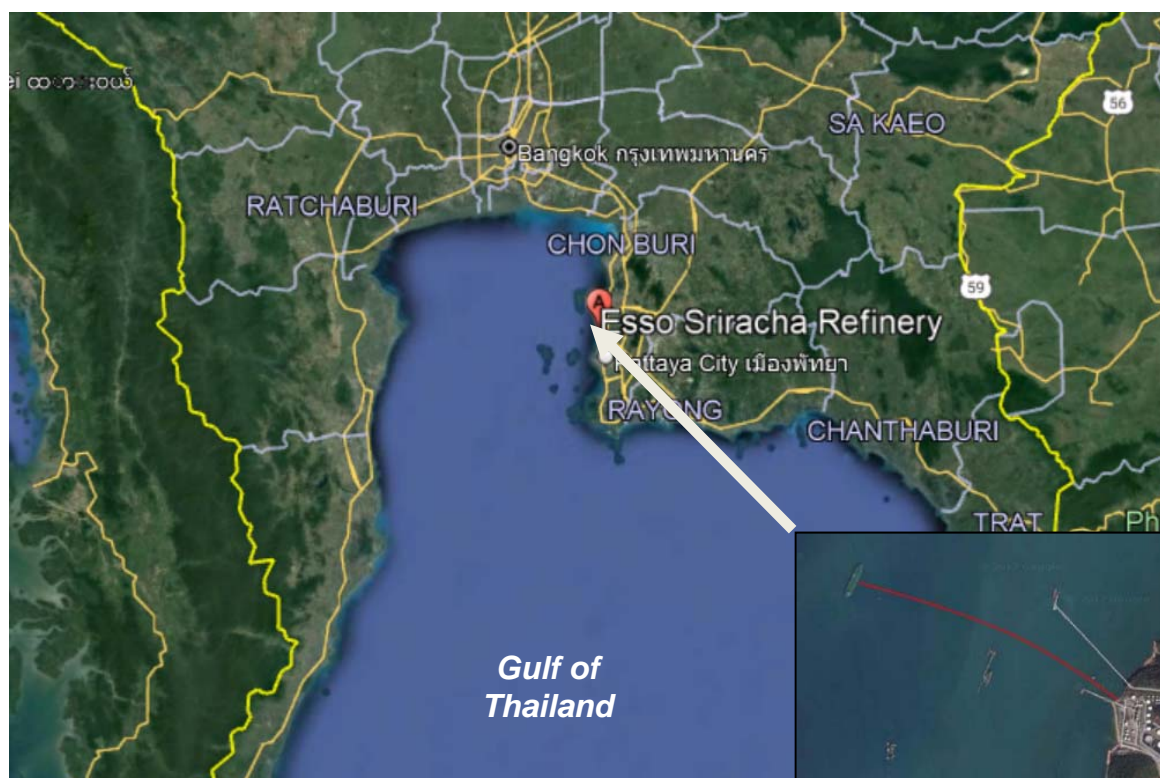 56
SA KAEO
Bangkok กรุงเทพมหานคร
RATCHABURI
CHON BURI
59
A
Esso Sriracha Refinery
Pattaya City เมืองพัทยา
RAYONG
CHANTHABURI
TRAT
Ph
Gulf of
Thailand